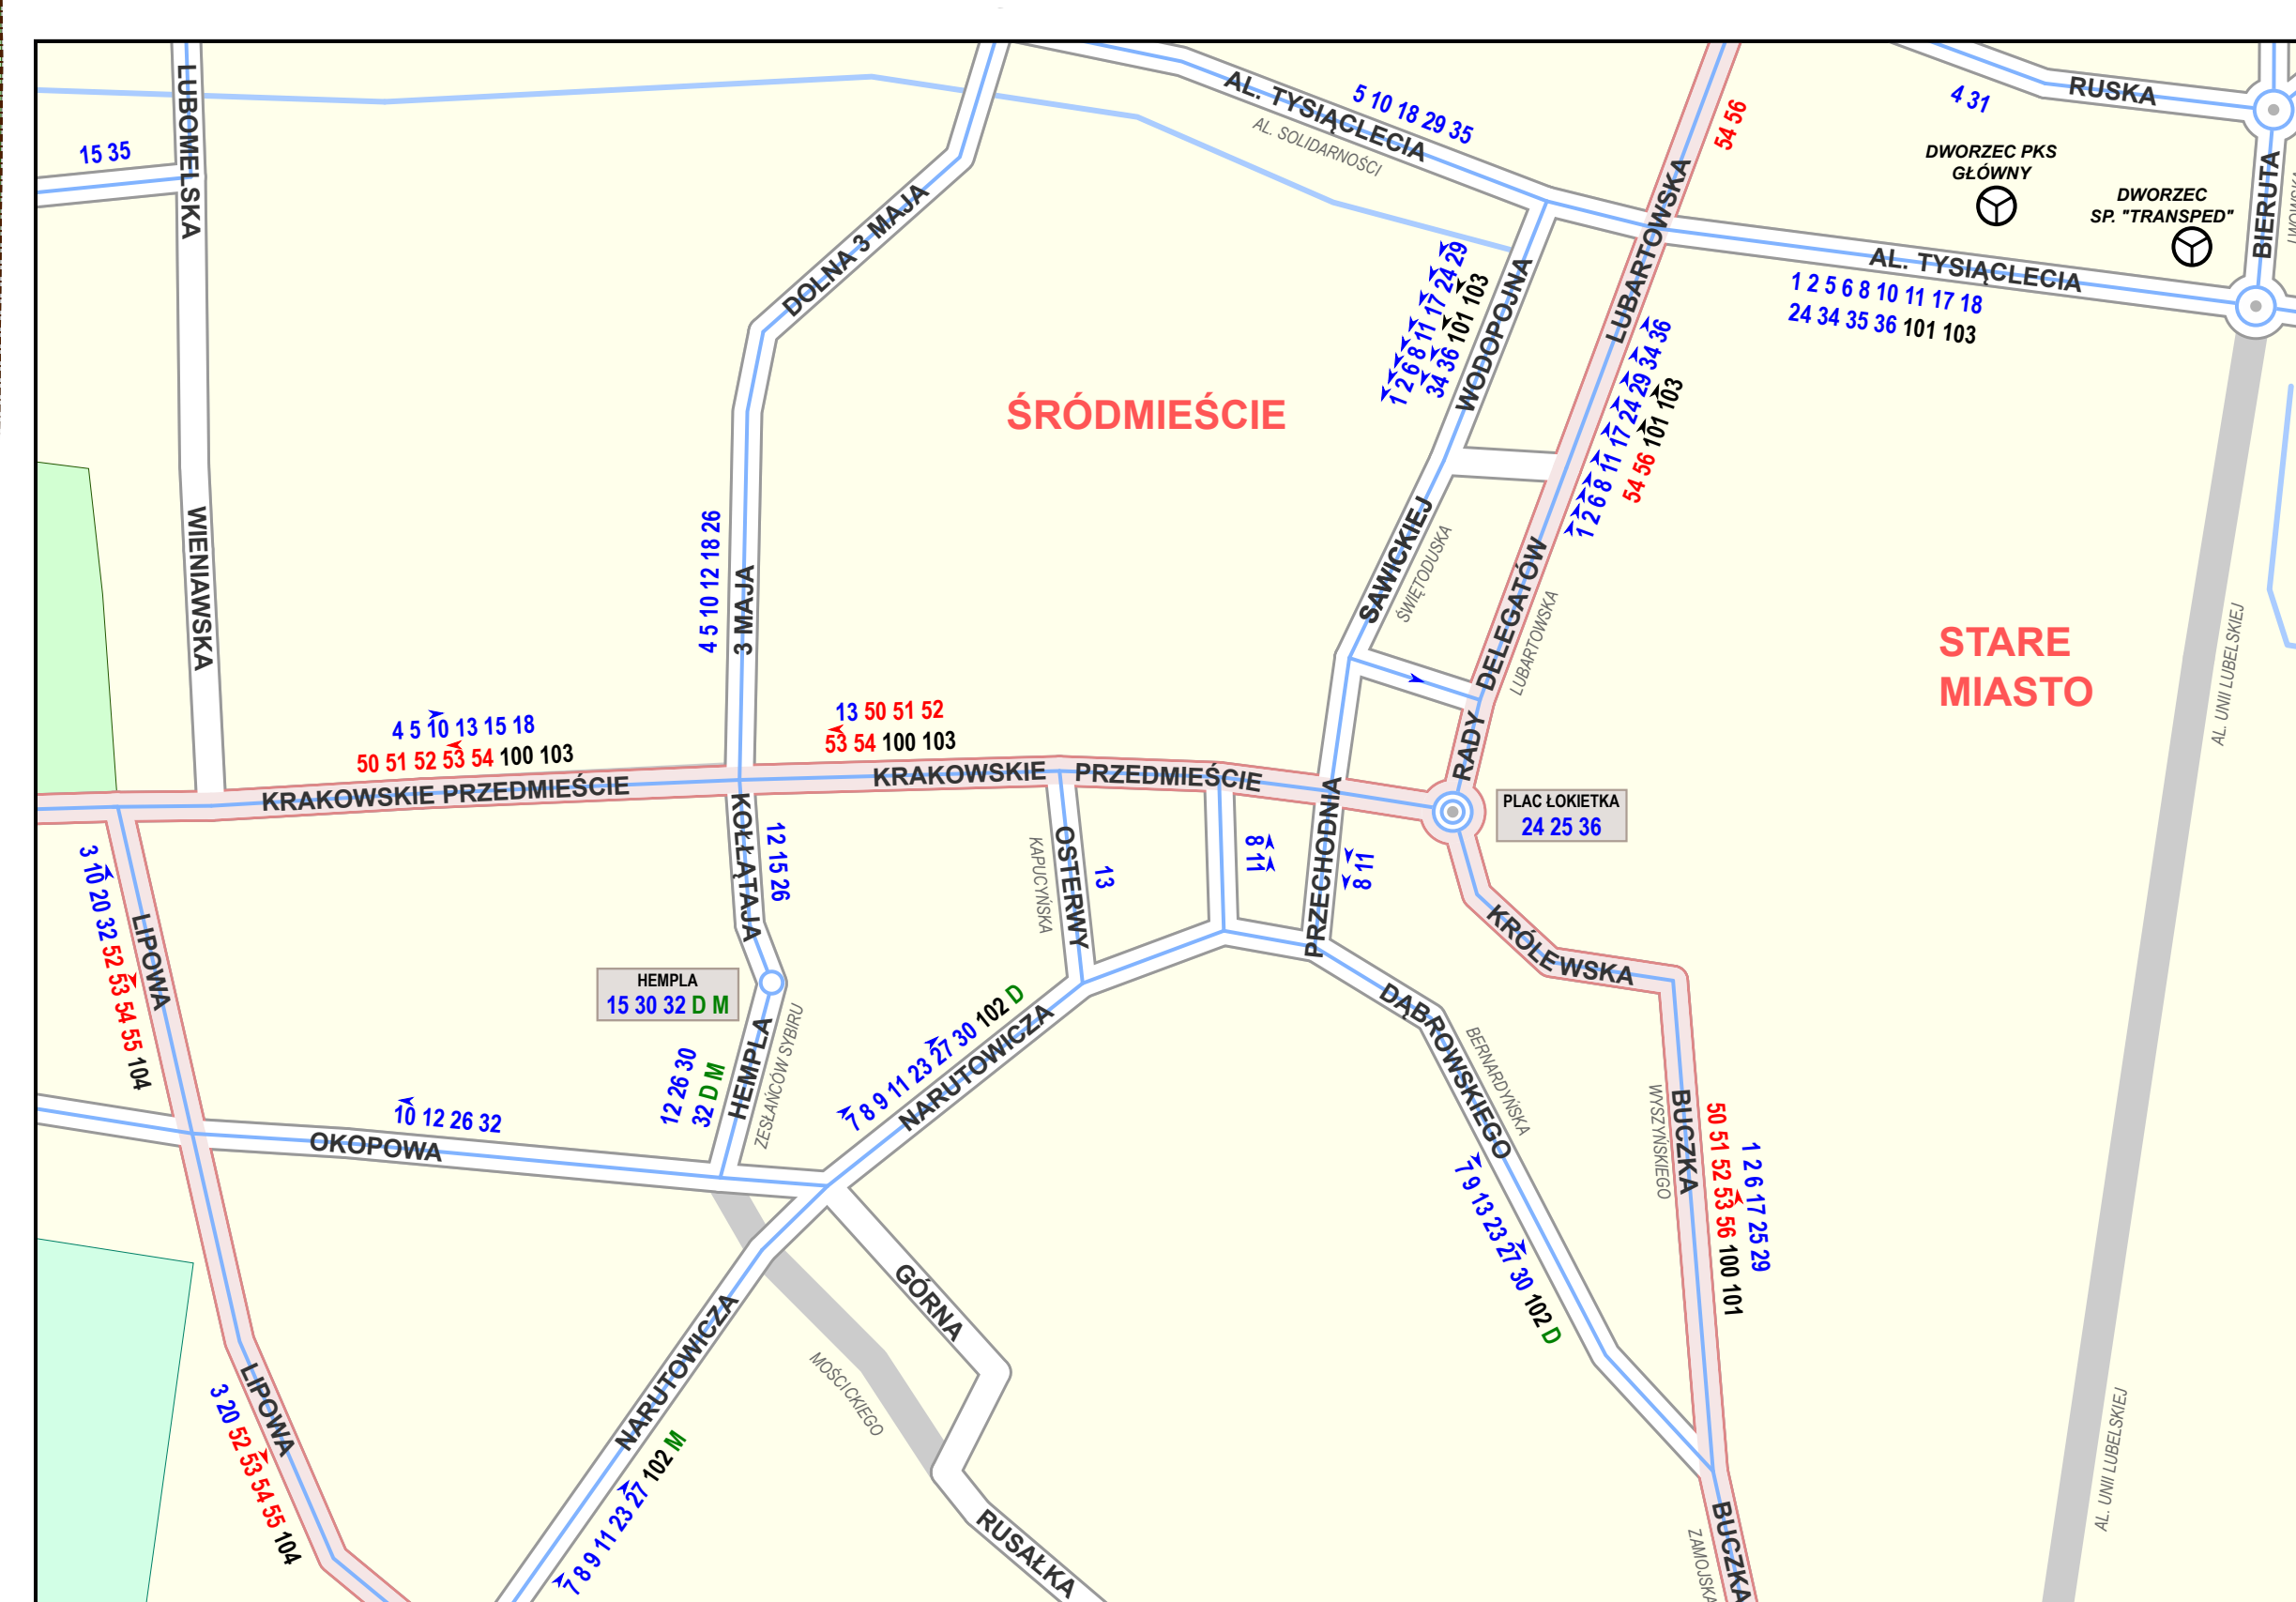 LUBOMELSKA
15 35
WIENIAWSKA
DOLNA 3 MAJA
4 5 10 12 18 26
3 MAJA
AL. TYSIĄCLECIA
AL. SOLIDARNOŚCI
5 10 18 29 35
54 56
LUBARTOWSKA
4 31
RUSKA
DWORZEC PKS
GŁÓWNY
DWORZEC
SP. "TRANSPED"
BIERUTA
AL. TYSIĄCLECIA
1 2 5 6 8 10 11 17 18
24 34 35 36 101 103
1 2 6 8 11 17 24 29
34 36 101 103
WODOPOJNA
1 2 6 8 11 17 24 29 34 36
54 56 101 103
ŚRÓDMIEŚCIE
SAWICKIEJ
ŚWIĘTODUSKA
RADY DELEGATÓW
LUBARTOWSKA
STARE
MIASTO
AL. UNII LUBELSKIEJ
4 5 10 13 15 18
50 51 52 53 54 100 103
KRAKOWSKIE PRZEDMIEŚCIE
13 50 51 52
53 54 100 103
KRAKOWSKIE PRZEDMIEŚCIE
PLAC ŁOKIETKA
24 25 36
KOŁŁĄTAJA
12 15 26
OSTERWY
KAPUCYŃSKA
13
8 11
PRZECHODNIA
8 11
3 10 20 32 52 53 54 55 104
LIPOWA
HEMPLA
15 30 32 D M
12 26 30
32 D M
HEMPLA
ZESŁAŃCÓW SYBIRU
7 8 9 11 23 27 30 102 D
NARUTOWICZA
KRÓLEWSKA
DĄBROWSKIEGO
BERNARDYŃSKA
7 9 13 23 27 30 102 D
BUCZKA
WYSZYŃSKIEGO
50 51 52 53 56 100 101
1 2 6 17 25 29
10 12 26 32
OKOPOWA
GÓRNA
MOŚCICKIEGO
NARUTOWICZA
7 8 9 11 23 27 102 M
LIPOWA
3 20 52 53 54 55 104
RUSAŁKA
BUCZKA
ZAMOJSKA
AL. UNII LUBELSKIEJ